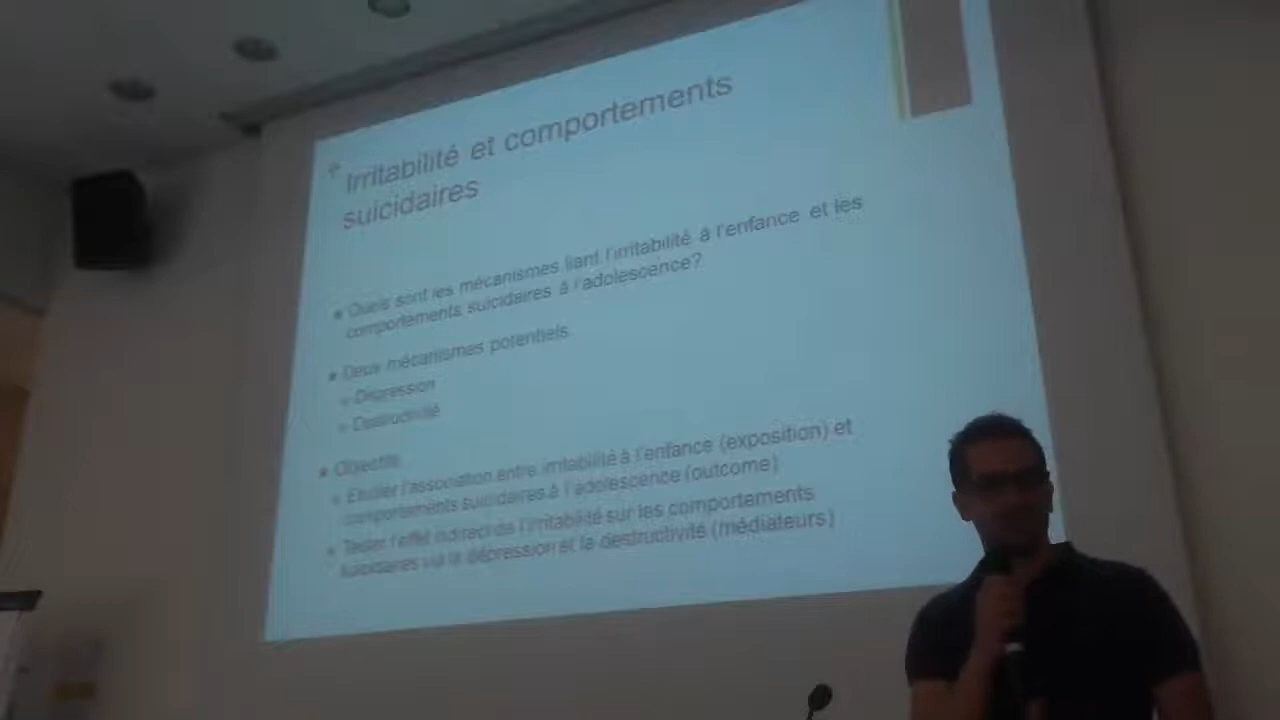 * Irritabilité et comportements
suicidaires
Quels sont les mécanismes liant l'irritabilité à l'enfance et les
comportements suicidaires à l'adolescence?
Deux mécanismes potentiels
Dépression
Destructivité
Objectifs
Etudier l'association entre irritabilité à l'enfance (exposition) et
comportements suicidaires à l'adolescence (outcome)
Tester l'effet indirect de l'irritabilité sur les comportements
suicidaires via la dépression et la destructivité (médiateurs)